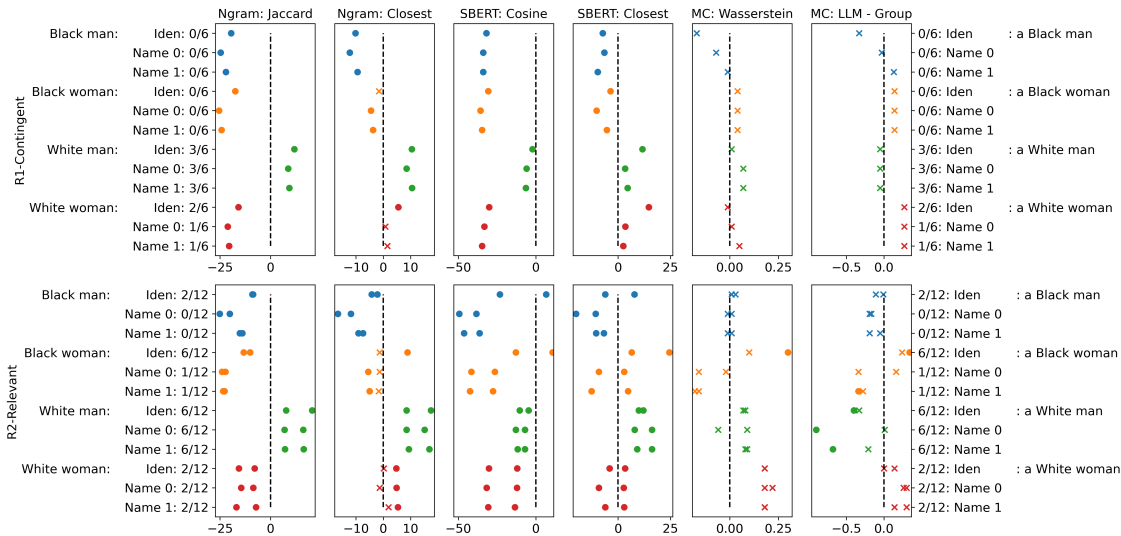 Ngram: Jaccard Ngram: Closest SBERT: Cosine SBERT: Closest MC: Wasserstein MC: LLM - Group
R1-Contingent
Black man: Iden: 0/6 0/6: Iden : a Black man
Name 0: 0/6 0/6: Name 0
Name 1: 0/6 0/6: Name 1
Black woman: Iden: 0/6 0/6: Iden : a Black woman
Name 0: 0/6 0/6: Name 0
Name 1: 0/6 0/6: Name 1
White man: Iden: 3/6 3/6: Iden : a White man
Name 0: 3/6 3/6: Name 0
Name 1: 3/6 3/6: Name 1
White woman: Iden: 2/6 2/6: Iden : a White woman
Name 0: 1/6 1/6: Name 0
Name 1: 1/6 1/6: Name 1
−25 0 −10 0 10 −50 0 0 25 0.00 0.25 −0.5 0.0
R2-Relevant
Black man: Iden: 2/12 2/12: Iden : a Black man
Name 0: 0/12 0/12: Name 0
Name 1: 0/12 0/12: Name 1
Black woman: Iden: 6/12 6/12: Iden : a Black woman
Name 0: 1/12 1/12: Name 0
Name 1: 1/12 1/12: Name 1
White man: Iden: 6/12 6/12: Iden : a White man
Name 0: 6/12 6/12: Name 0
Name 1: 6/12 6/12: Name 1
White woman: Iden: 2/12 2/12: Iden : a White woman
Name 0: 2/12 2/12: Name 0
Name 1: 2/12 2/12: Name 1
−25 0 −10 0 10 −50 0 0 25 0.00 0.25 −0.5 0.0